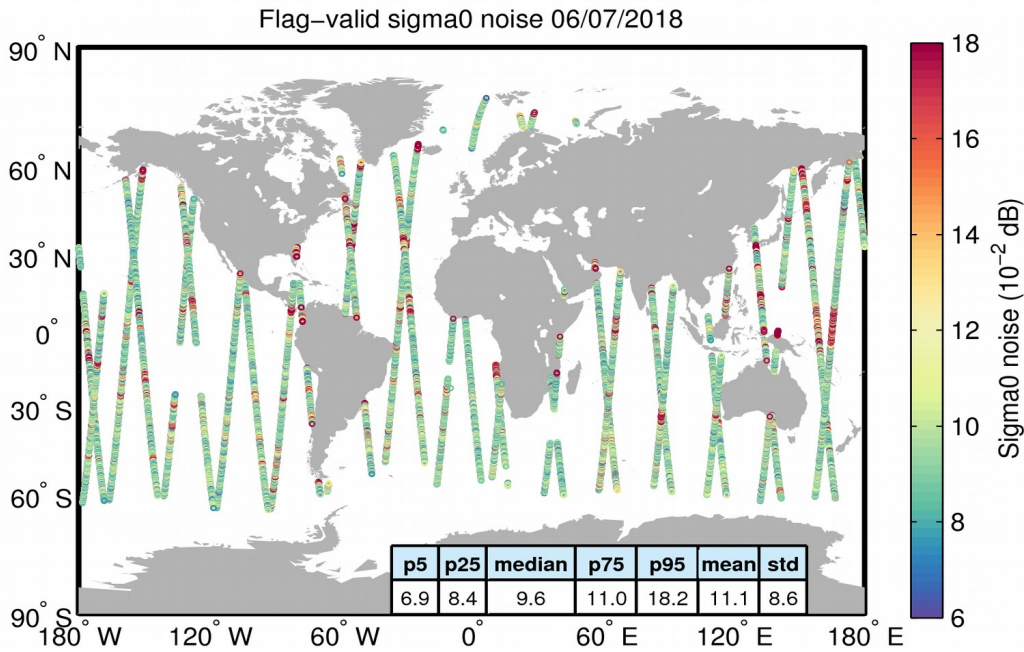 Flag−valid sigma0 noise 06/07/2018
90° N
60° N
30° N
0°
30° S
60° S
90° S
180° W
120° W
60° W
0°
60° E
120° E
180° E
p5 p25 median p75 p95 mean std
6.9 8.4 9.6 11.0 18.2 11.1 8.6
18
16
14
12
10
8
6
Sigma0 noise (10⁻² dB)